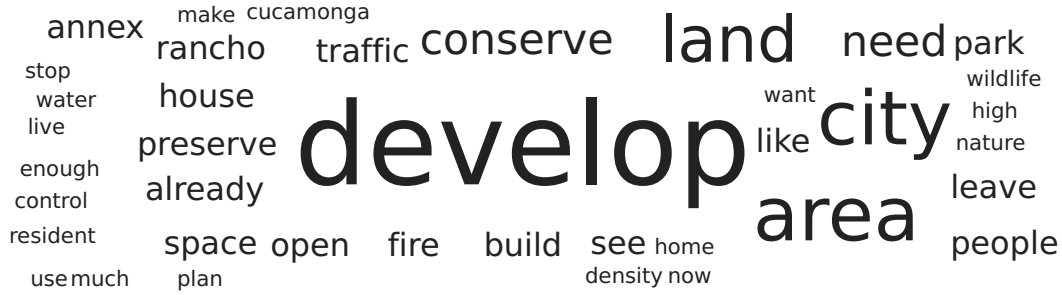 make cucamonga
annex rancho traffic conserve land need park
stop wildlife
water house want city high
live preserve develop like nature
enough already area leave
control
resident space open fire build see home people
use much plan density now